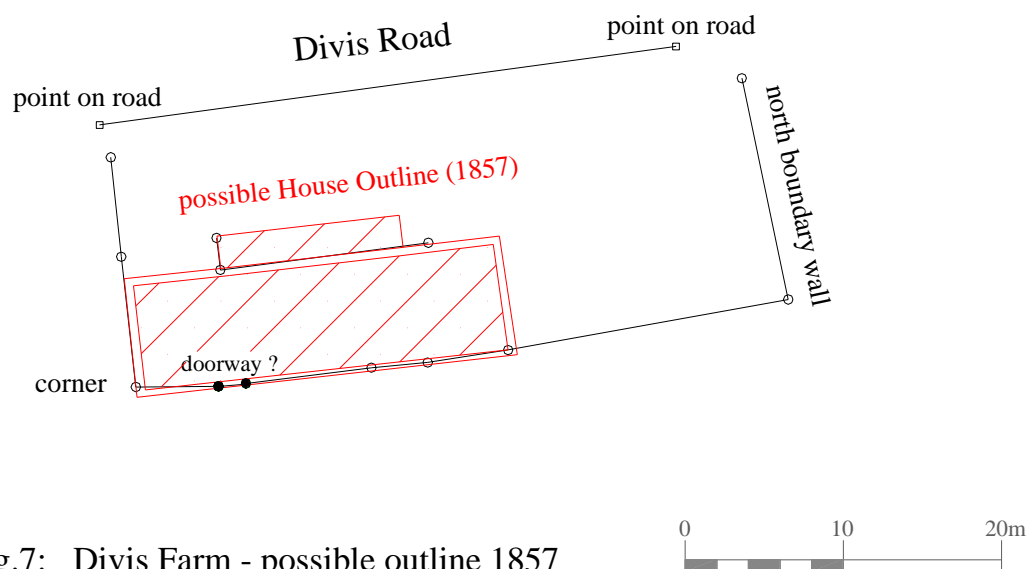 Divis Road
point on road
point on road
north boundary wall
possible House Outline (1857)
doorway ?
corner
0 10 20m
g.7: Divis Farm - possible outline 1857